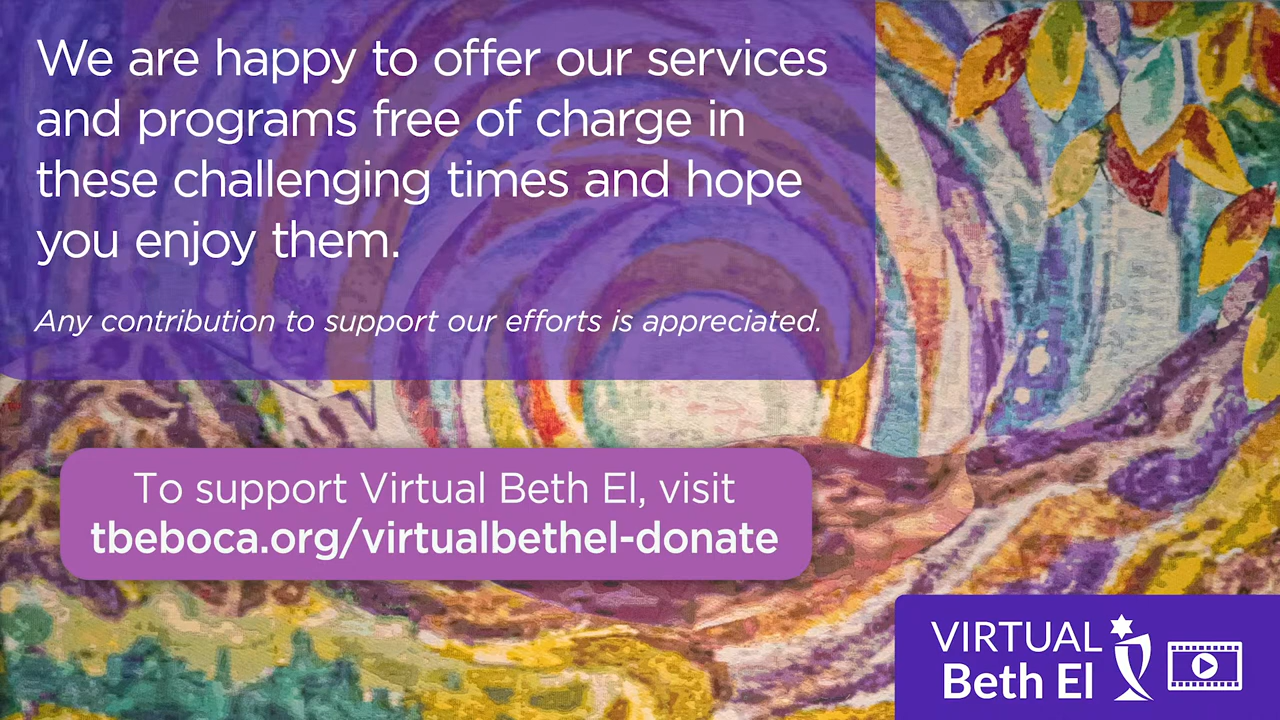 We are happy to offer our services
and programs free of charge in
these challenging times and hope
you enjoy them.
Any contribution to support our efforts is appreciated.
To support Virtual Beth El, visit
tbeboca.org/virtualbethel-donate
VIRTUAL
Beth El